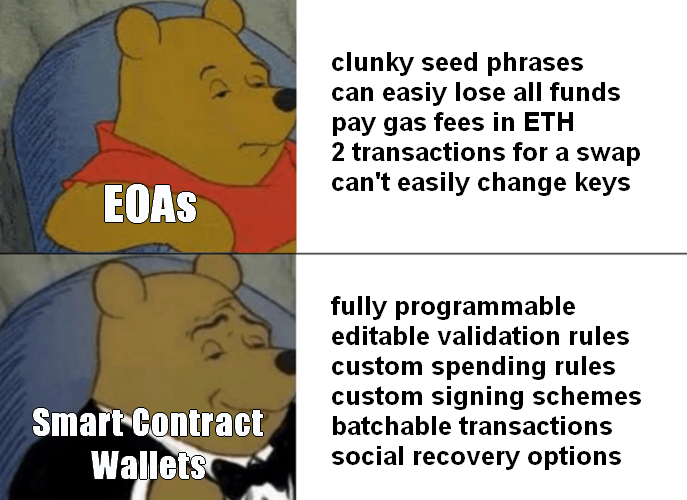 clunky seed phrases
can easiy lose all funds
pay gas fees in ETH
2 transactions for a swap
can't easily change keys
EOAs
fully programmable
editable validation rules
custom spending rules
custom signing schemes
batchable transactions
social recovery options
Smart Contract
Wallets